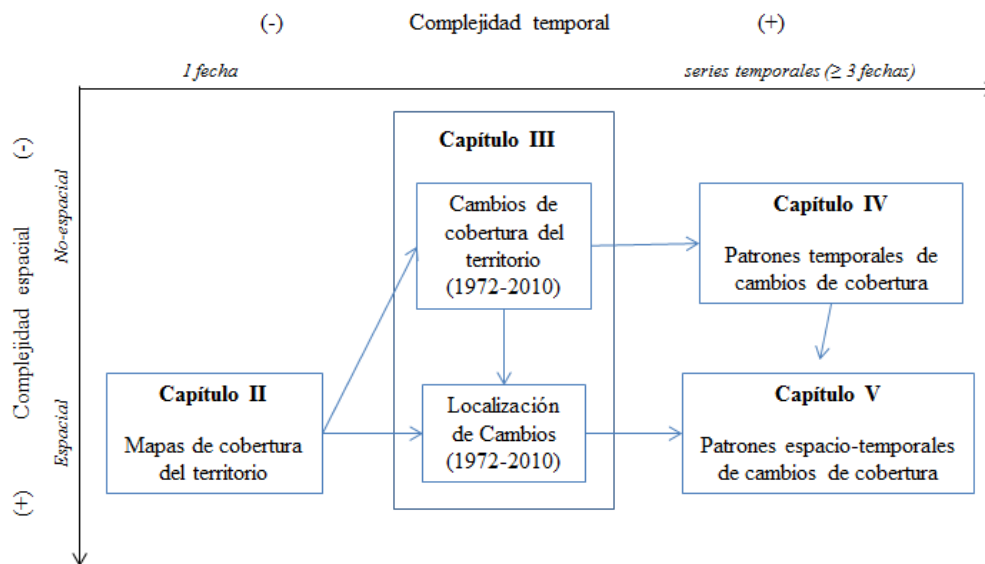 (-) Complejidad temporal (+)
1 fecha
series temporales (≥ 3 fechas)
(-)
No-espacial
Complejidad espacial
Espacial
(+)
Capítulo III
Cambios de
cobertura del
territorio
(1972-2010)
Capítulo IV
Patrones temporales de
cambios de cobertura
Capítulo II
Mapas de cobertura
del territorio
Localización
de Cambios
(1972-2010)
Capítulo V
Patrones espacio-temporales
de cambios de cobertura